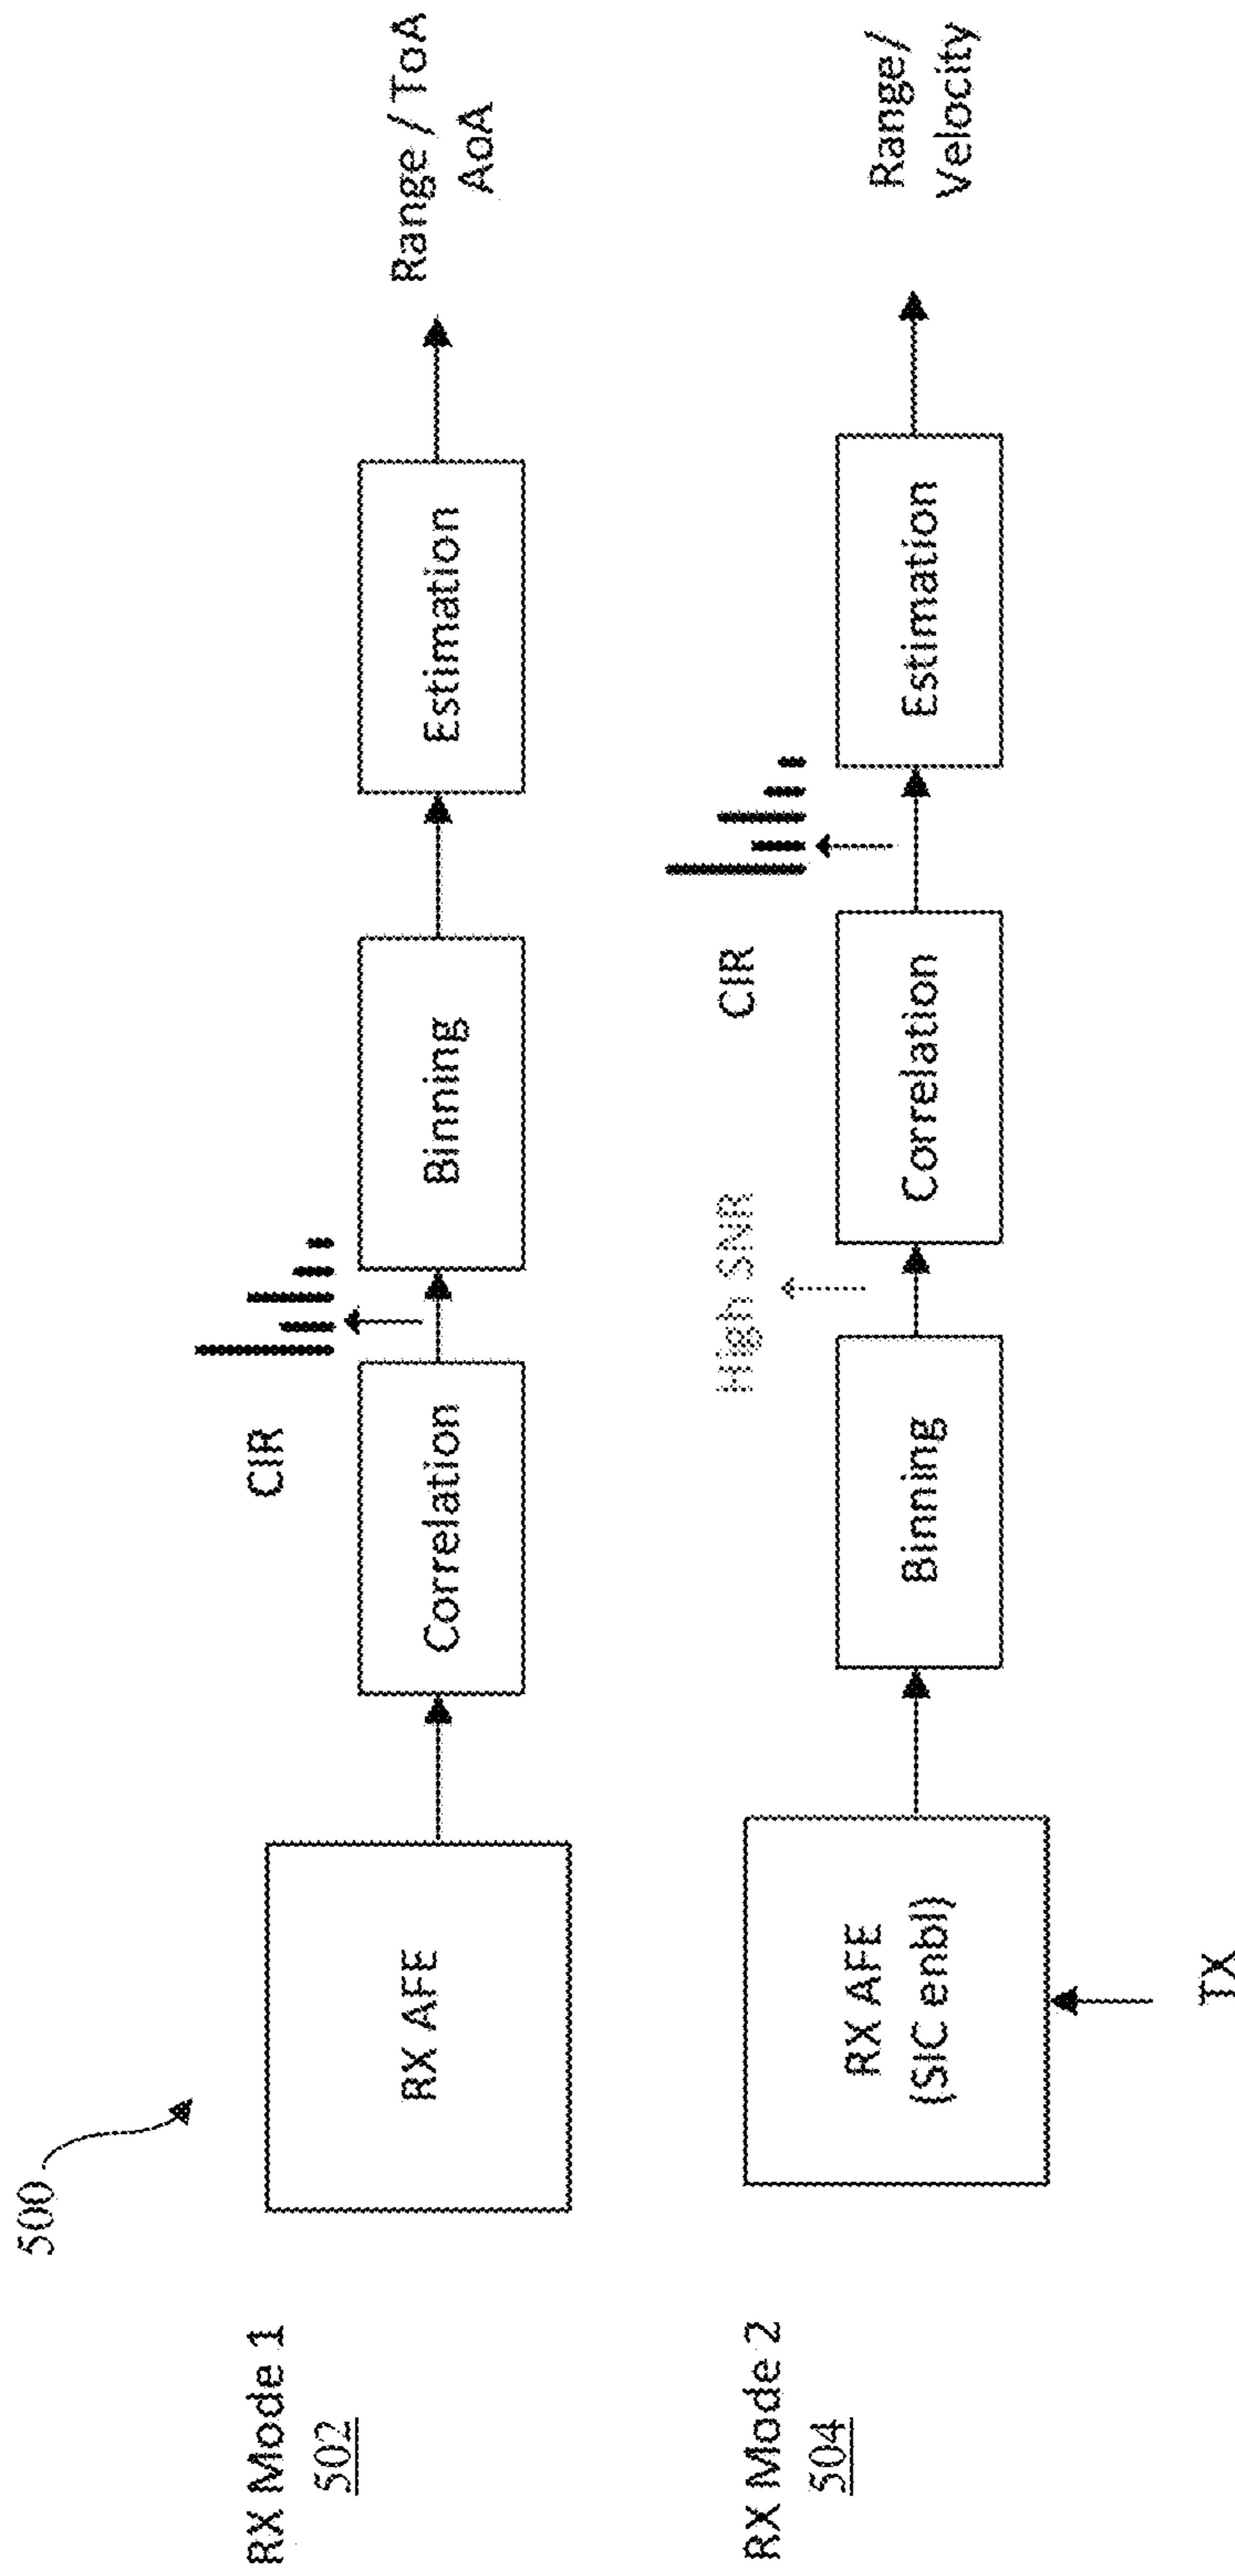 500
RX Mode 1
502
RX AFE
Correlation
CIR
Binning
Estimation
Range / ToA
AoA
RX Mode 2
504
RX AFE
(SIC enbl)
TX
Binning
High SNR
Correlation
CIR
Estimation
Range/
Velocity